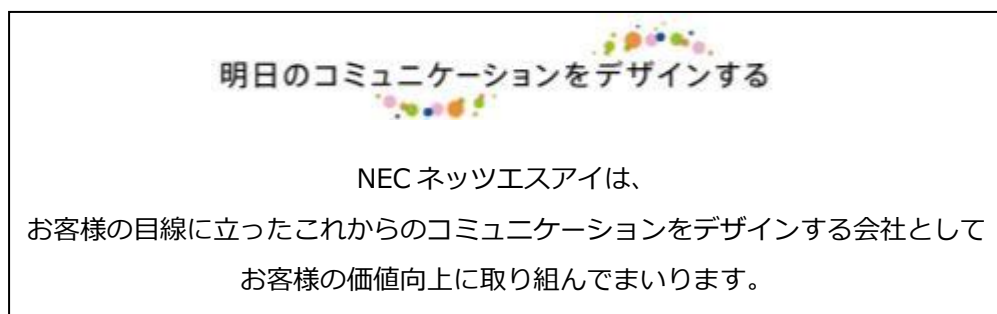 明日のコミュニケーションをデザインする
NECネッツエスアイは、
お客様の目線に立ったこれからのコミュニケーションをデザインする会社として
お客様の価値向上に取り組んでまいります。